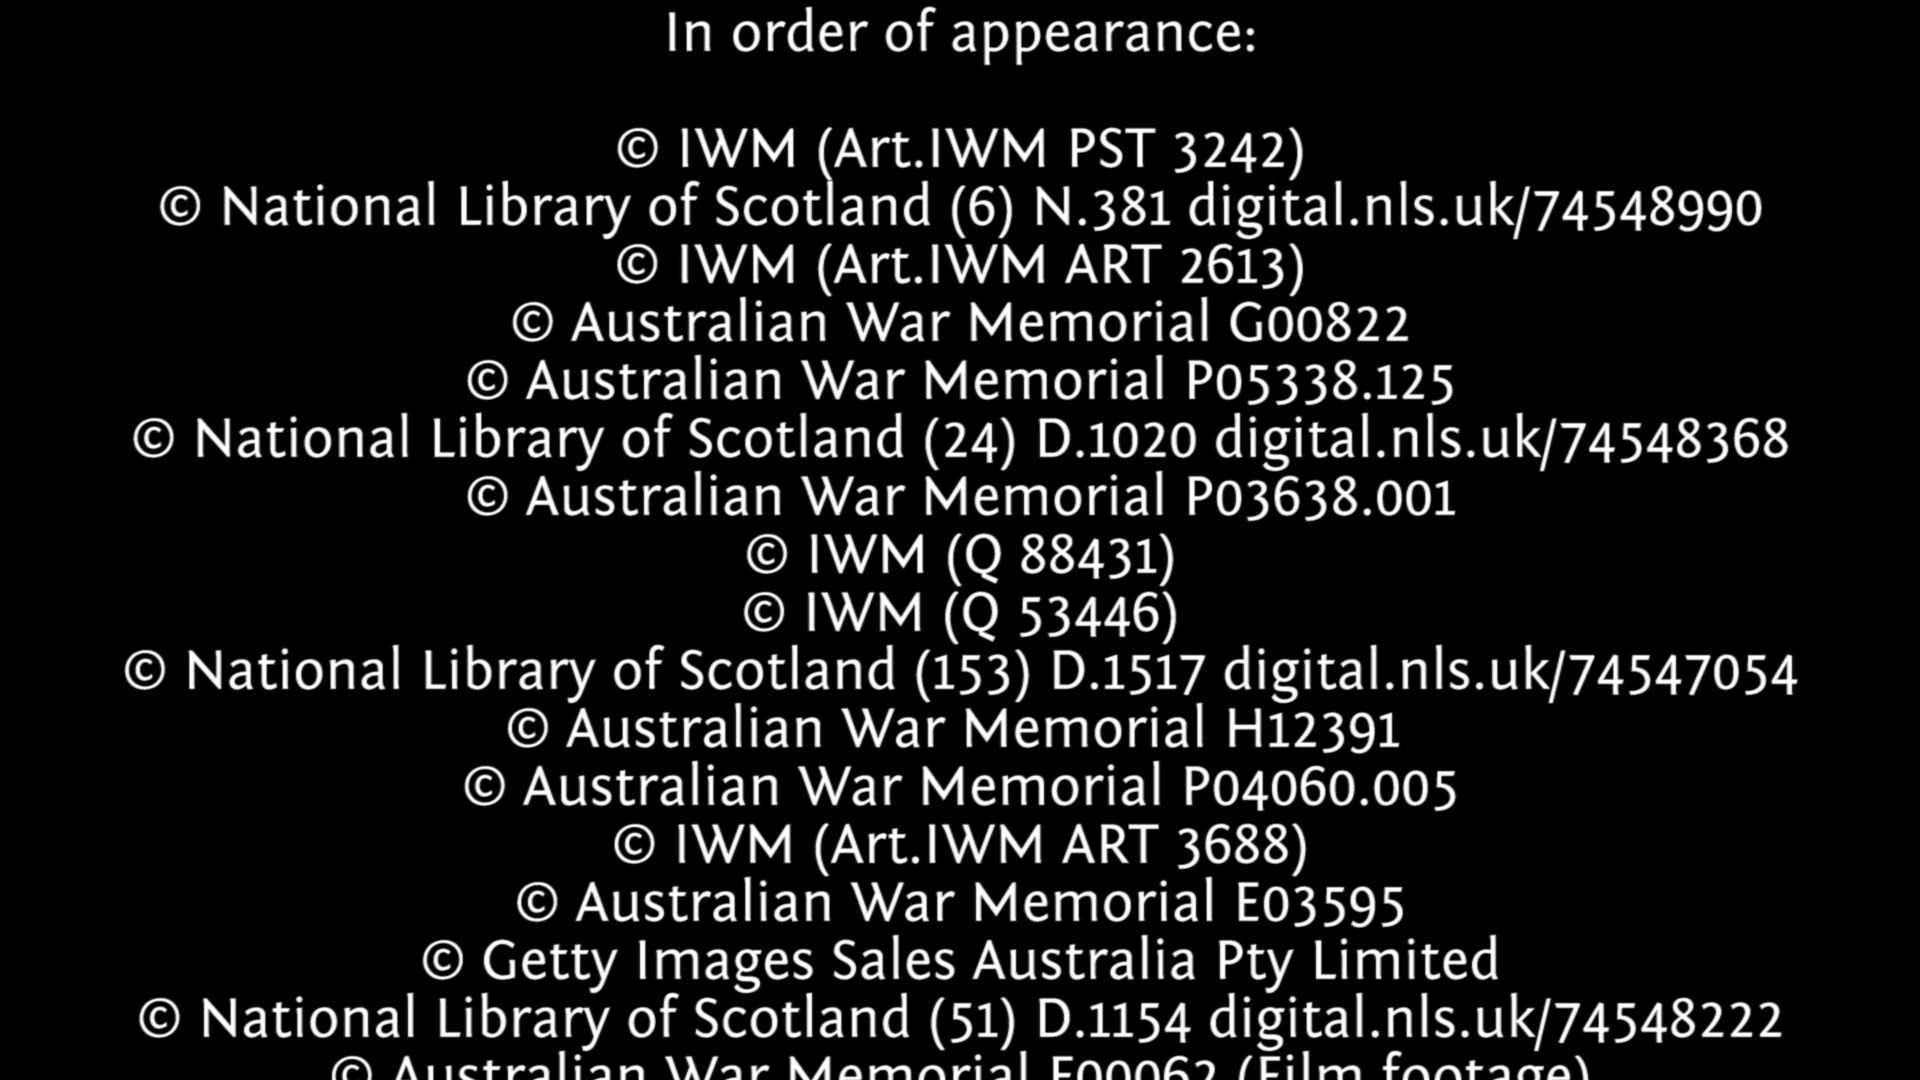 In order of appearance:
© IWM (Art.IWM PST 3242)
© National Library of Scotland (6) N.381 digital.nls.uk/74548990
© IWM (Art.IWM ART 2613)
© Australian War Memorial G00822
© Australian War Memorial P05338.125
© National Library of Scotland (24) D.1020 digital.nls.uk/74548368
© Australian War Memorial P03638.001
© IWM (Q 88431)
© IWM (Q 53446)
© National Library of Scotland (153) D.1517 digital.nls.uk/74547054
© Australian War Memorial H12391
© Australian War Memorial P04060.005
© IWM (Art.IWM ART 3688)
© Australian War Memorial E03595
© Getty Images Sales Australia Pty Limited
© National Library of Scotland (51) D.1154 digital.nls.uk/74548222
© Australian War Memorial F00062 (Film footage)